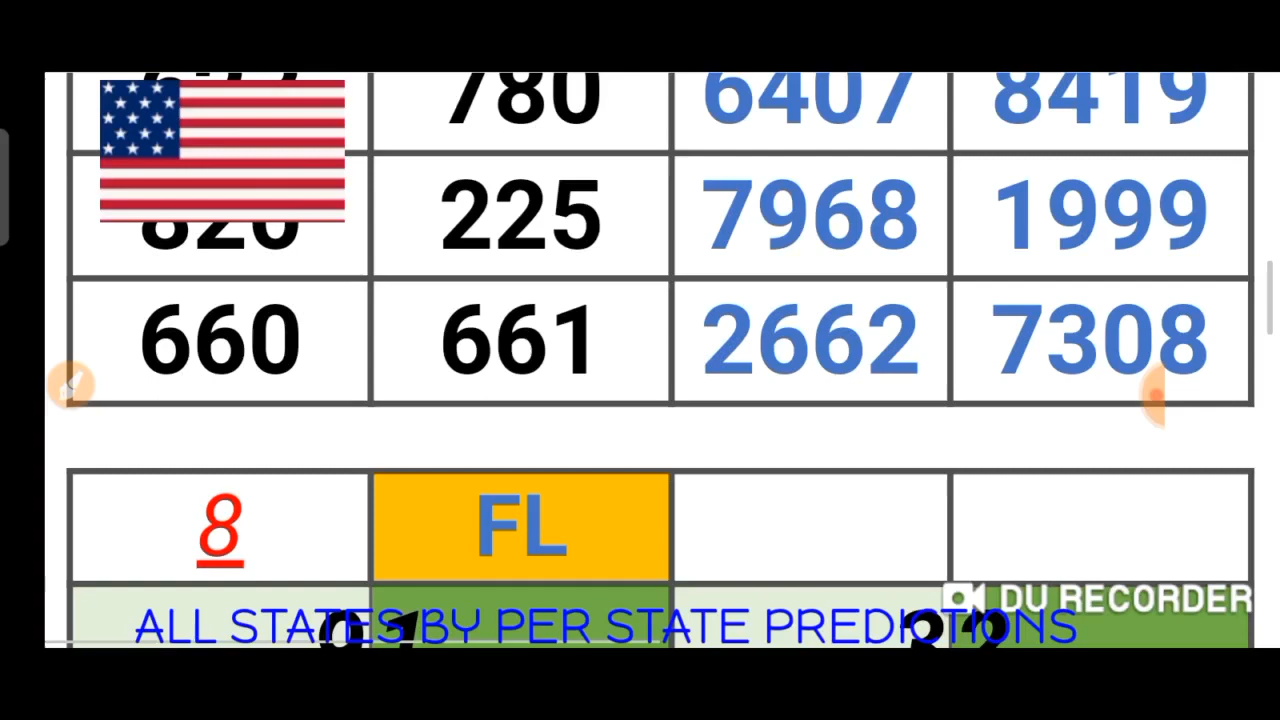 780 6407 8419
820 225 7968 1999
660 661 2662 7308
8 FL
DU RECORDER
ALL STATES BY PER STATE PREDICTIONS